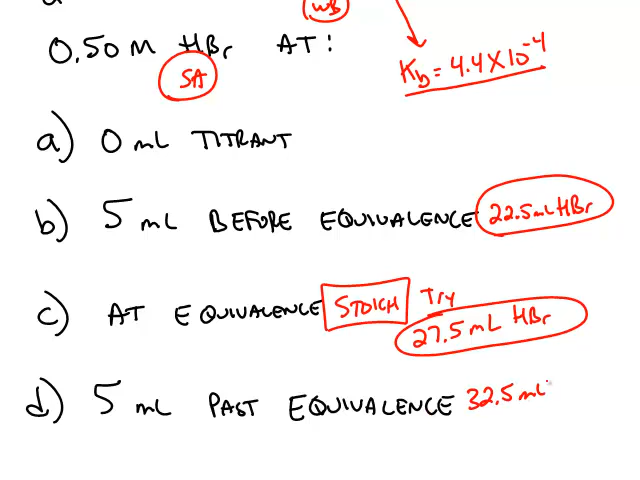 WB
0.50 M HBr AT:
SA
Kb = 4.4 X 10^-4
a) 0 mL TITRANT
b) 5 mL BEFORE EQUIVALENCE 22.5 mL HBr
c) AT EQUIVALENCE STOICH Try 27.5 mL HBr
d) 5 mL PAST EQUIVALENCE 32.5 mL